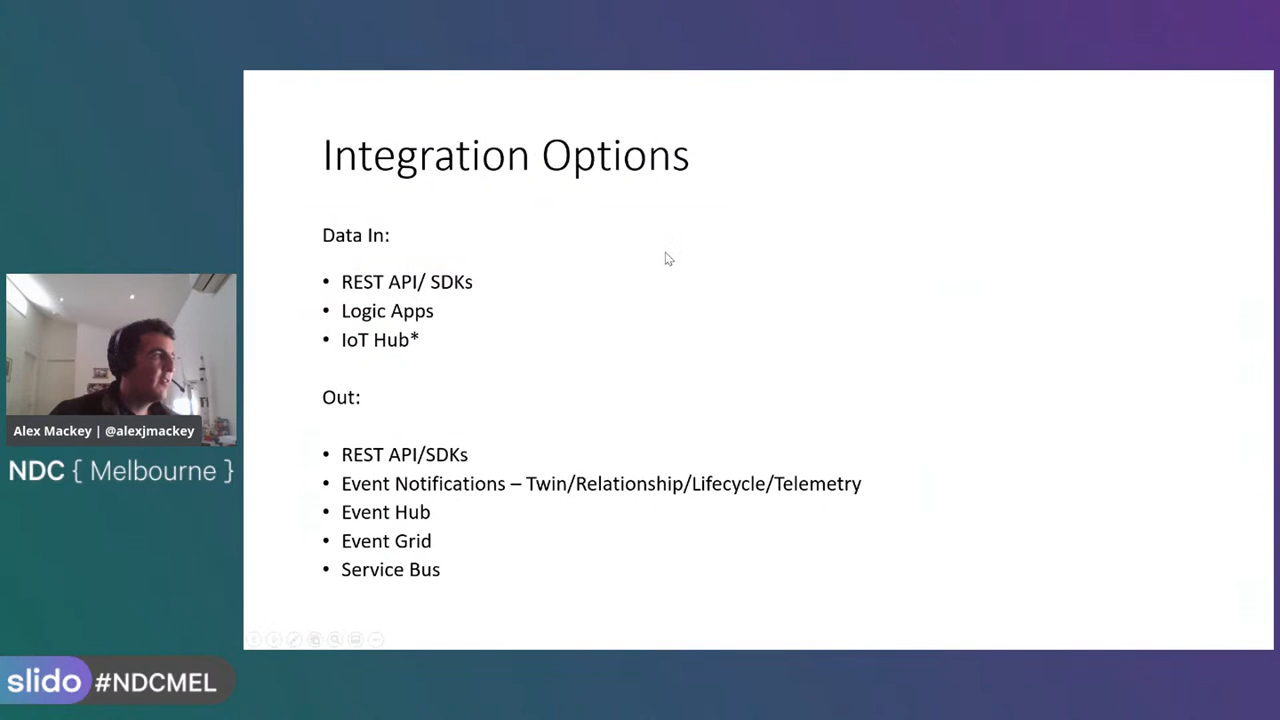 Integration Options
Data In:
• REST API/ SDKs
• Logic Apps
• IoT Hub*
Out:
• REST API/SDKs
• Event Notifications – Twin/Relationship/Lifecycle/Telemetry
• Event Hub
• Event Grid
• Service Bus
Alex Mackey | @alexjmackey
NDC { Melbourne }
slido #NDCMEL